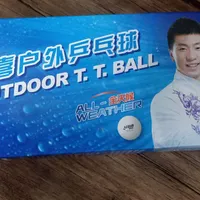 户外乒乓球
TDOOR T. T. BALL
ALL-
WEATHER